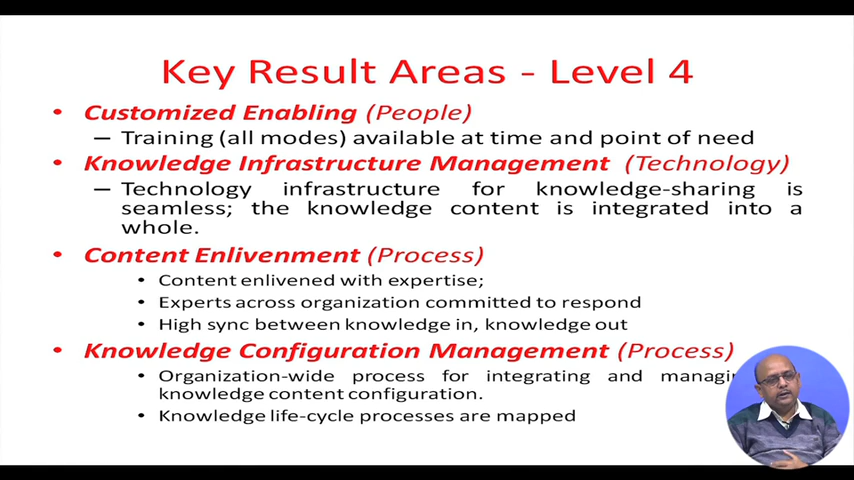 Key Result Areas - Level 4
• Customized Enabling (People)
– Training (all modes) available at time and point of need
• Knowledge Infrastructure Management (Technology)
– Technology infrastructure for knowledge-sharing is
seamless; the knowledge content is integrated into a
whole.
• Content Enlivenment (Process)
• Content enlivened with expertise;
• Experts across organization committed to respond
• High sync between knowledge in, knowledge out
• Knowledge Configuration Management (Process)
• Organization-wide process for integrating and
knowledge content configuration.
• Knowledge life-cycle processes are mapped